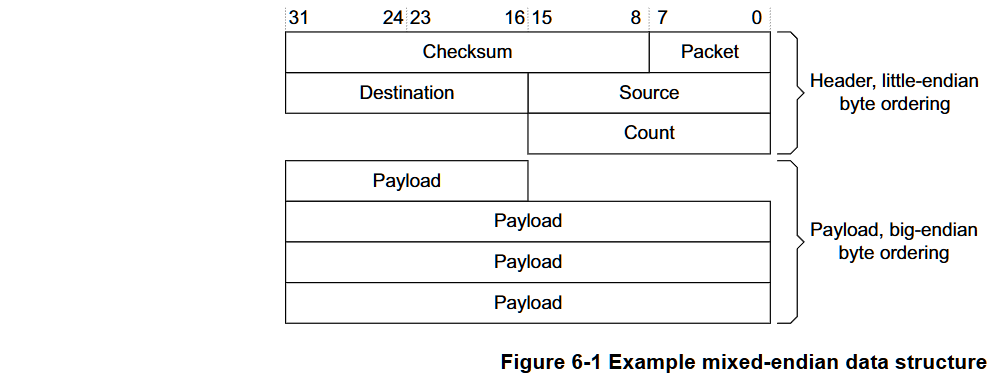 31 24 23 16 15 8 7 0
Checksum Packet
Header, little-endian
byte ordering
Destination Source
Count
Payload
Payload
Payload, big-endian
byte ordering
Payload
Payload
Figure 6-1 Example mixed-endian data structure